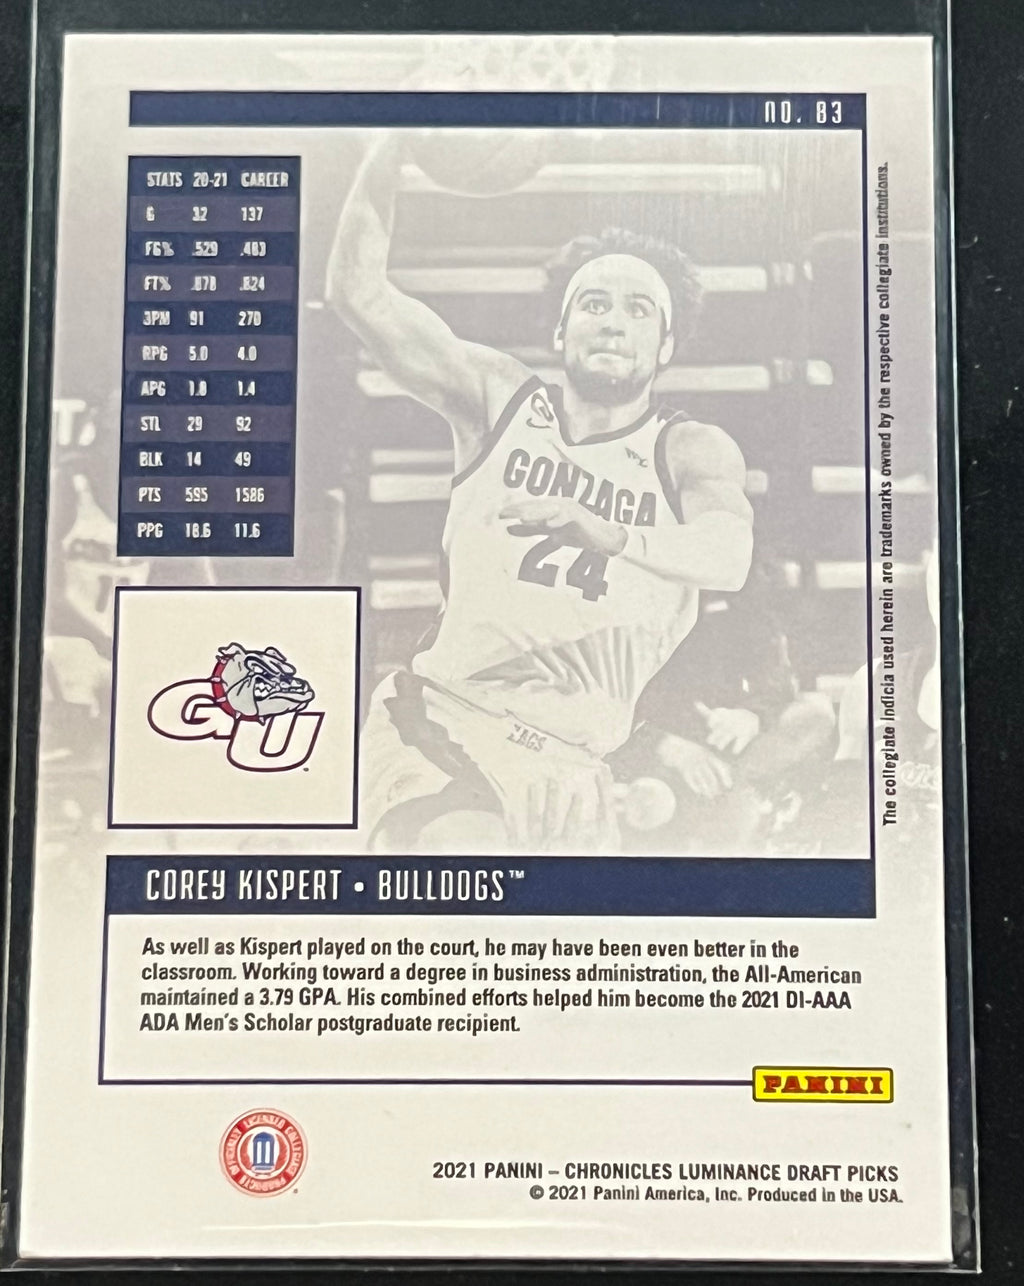 NO. 83
STATS 20-21 CAREER
G 32 137
FG% .529 .483
FT% .878 .824
3PM 91 270
RPG 5.0 4.0
APG 1.8 1.4
STL 29 92
BLK 14 49
PTS 595 1586
PPG 18.6 11.6
GONZAGA
24
ZAGS
GU
The collegiate indicia used herein are trademarks owned by the respective collegiate institutions.
COREY KISPERT • BULLDOGS™
As well as Kispert played on the court, he may have been even better in the
classroom. Working toward a degree in business administration, the All-American
maintained a 3.79 GPA. His combined efforts helped him become the 2021 DI-AAA
ADA Men's Scholar postgraduate recipient.
PANINI
OFFICIALLY LICENSED COLLEGIATE PRODUCTS
2021 PANINI – CHRONICLES LUMINANCE DRAFT PICKS
© 2021 Panini America, Inc. Produced in the USA.